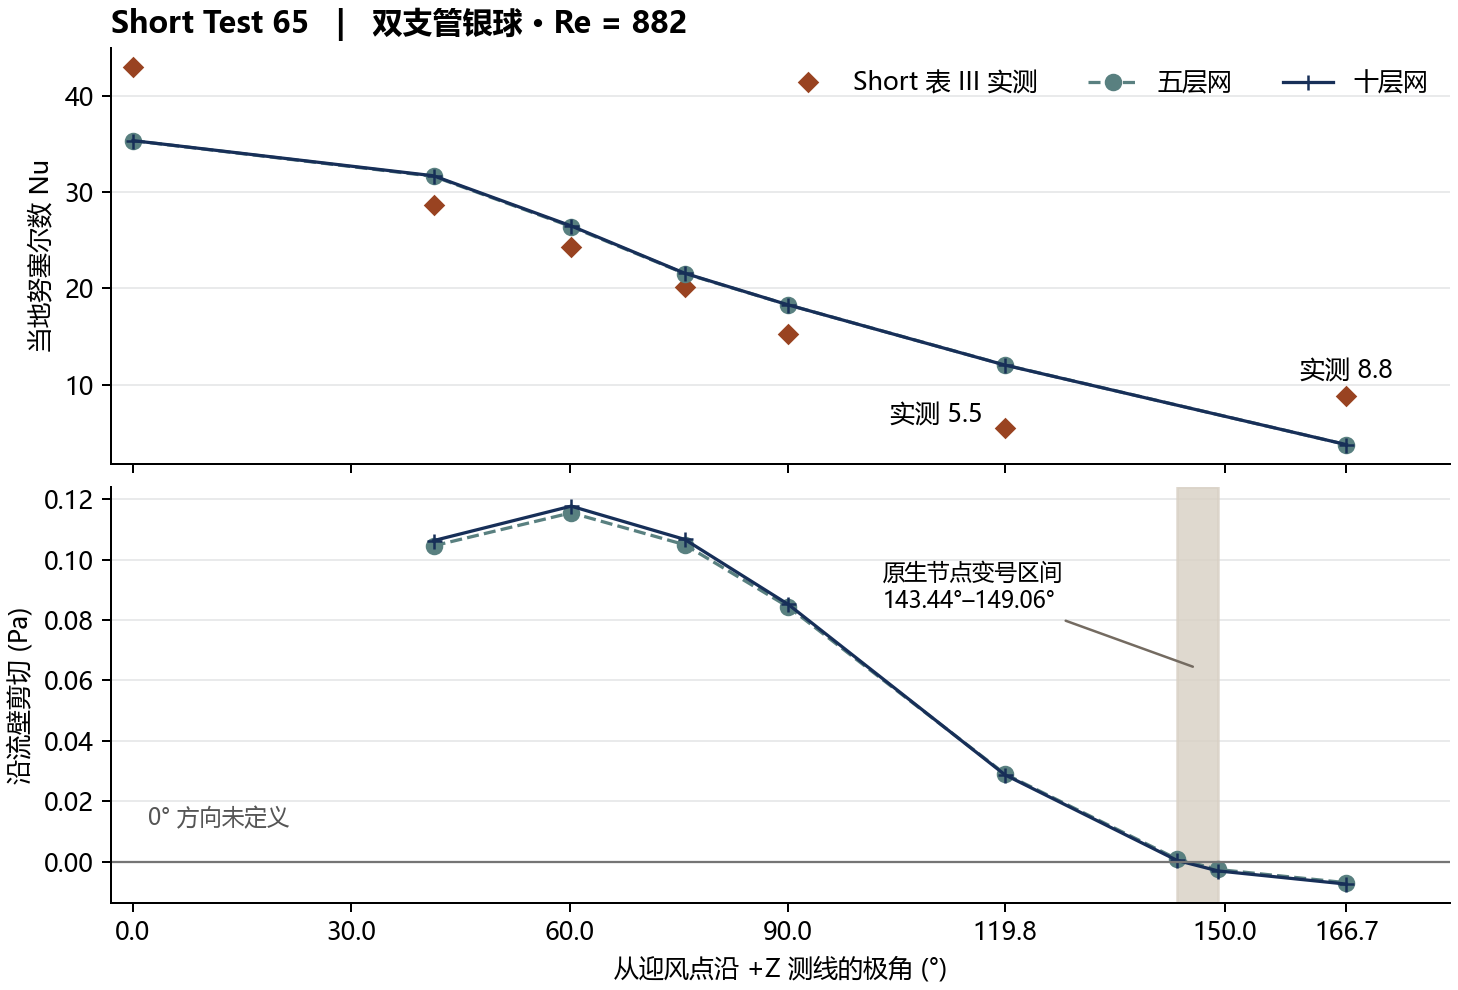 Short Test 65 | 双支管银球 • Re = 882
Short 表 III 实测
五层网
十层网
当地努塞尔数 Nu
40
30
20
10
实测 5.5
实测 8.8
沿流壁剪切 (Pa)
0.12
0.10
0.08
0.06
0.04
0.02
0.00
原生节点变号区间
143.44°–149.06°
0° 方向未定义
0.0
30.0
60.0
90.0
119.8
150.0
166.7
从迎风点沿 +Z 测线的极角 (°)